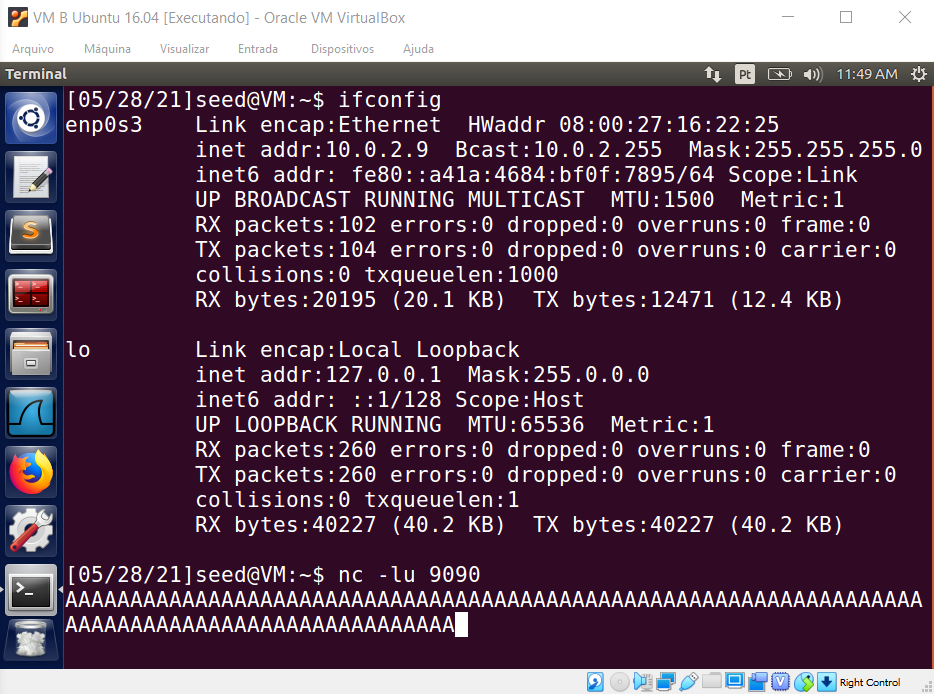 VM B Ubuntu 16.04 [Executando] - Oracle VM VirtualBox
Arquivo Máquina Visualizar Entrada Dispositivos Ajuda
Terminal Pt 11:49 AM
[05/28/21]seed@VM:~$ ifconfig
enp0s3    Link encap:Ethernet  HWaddr 08:00:27:16:22:25
          inet addr:10.0.2.9  Bcast:10.0.2.255  Mask:255.255.255.0
          inet6 addr: fe80::a41a:4684:bf0f:7895/64 Scope:Link
          UP BROADCAST RUNNING MULTICAST  MTU:1500  Metric:1
          RX packets:102 errors:0 dropped:0 overruns:0 frame:0
          TX packets:104 errors:0 dropped:0 overruns:0 carrier:0
          collisions:0 txqueuelen:1000
          RX bytes:20195 (20.1 KB)  TX bytes:12471 (12.4 KB)
lo        Link encap:Local Loopback
          inet addr:127.0.0.1  Mask:255.0.0.0
          inet6 addr: ::1/128 Scope:Host
          UP LOOPBACK RUNNING  MTU:65536  Metric:1
          RX packets:260 errors:0 dropped:0 overruns:0 frame:0
          TX packets:260 errors:0 dropped:0 overruns:0 carrier:0
          collisions:0 txqueuelen:1
          RX bytes:40227 (40.2 KB)  TX bytes:40227 (40.2 KB)
[05/28/21]seed@VM:~$ nc -lu 9090
AAAAAAAAAAAAAAAAAAAAAAAAAAAAAAAAAAAAAAAAAAAAAAAAAAAAAAAAAAAAAAAAAA
AAAAAAAAAAAAAAAAAAAAAAAAAAAAAA
Right Control